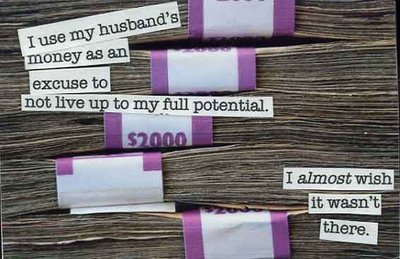 $2000
I use my husband's
money as an
excuse to
not live up to my full potential.
$2000
I almost wish
it wasn't
there.